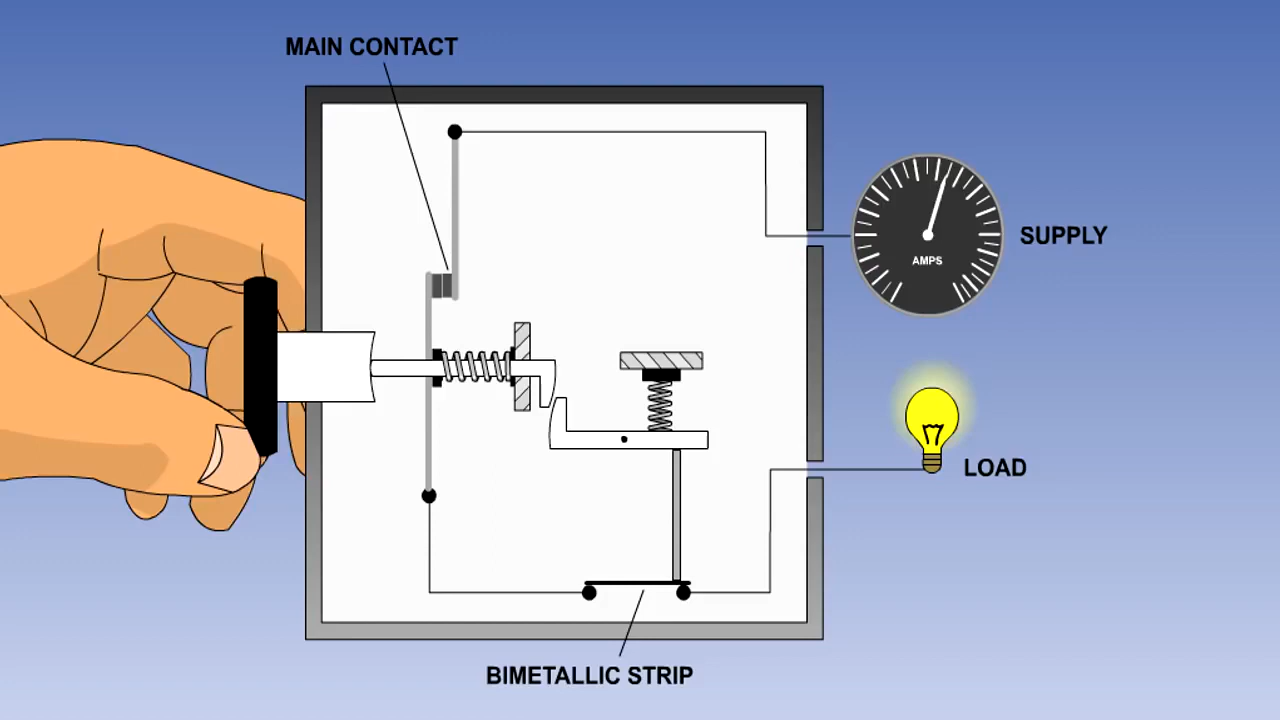 MAIN CONTACT
AMPS
SUPPLY
LOAD
BIMETALLIC STRIP